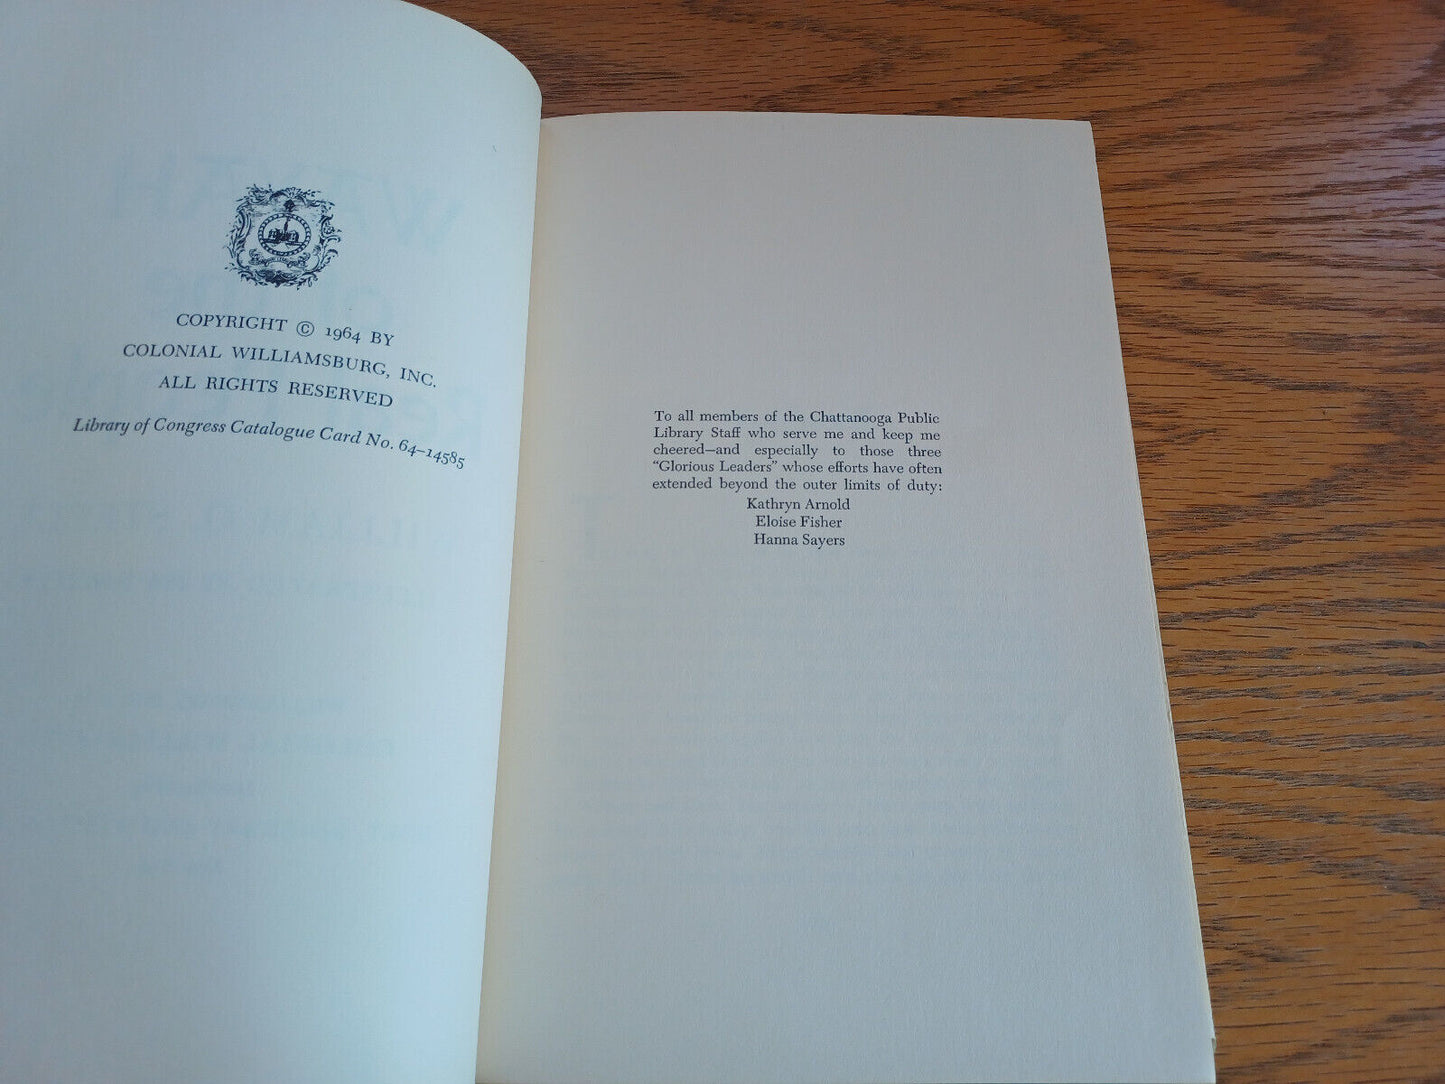 COPYRIGHT © 1964 BY
COLONIAL WILLIAMSBURG, INC.
ALL RIGHTS RESERVED
Library of Congress Catalogue Card No. 64–14585
To all members of the Chattanooga Public
Library Staff who serve me and keep me
cheered—and especially to those three
“Glorious Leaders” whose efforts have often
extended beyond the outer limits of duty:
Kathryn Arnold
Eloise Fisher
Hanna Sayers